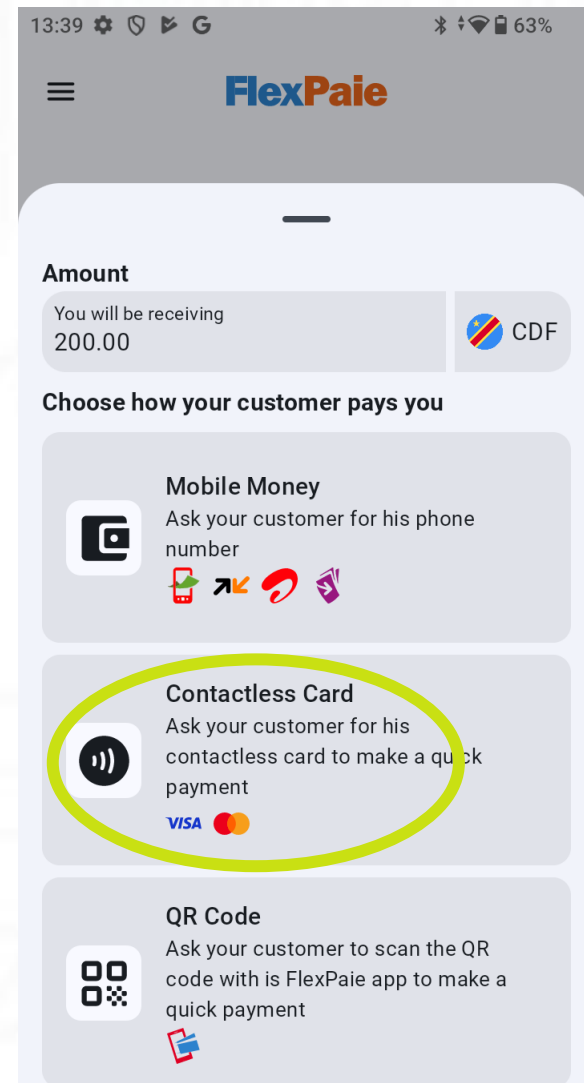 13:39 G 63%
FlexPaie
Amount
You will be receiving
200.00
CDF
Choose how your customer pays you
Mobile Money
Ask your customer for his phone
number
Contactless Card
Ask your customer for his
contactless card to make a quick
payment
VISA
QR Code
Ask your customer to scan the QR
code with is FlexPaie app to make a
quick payment